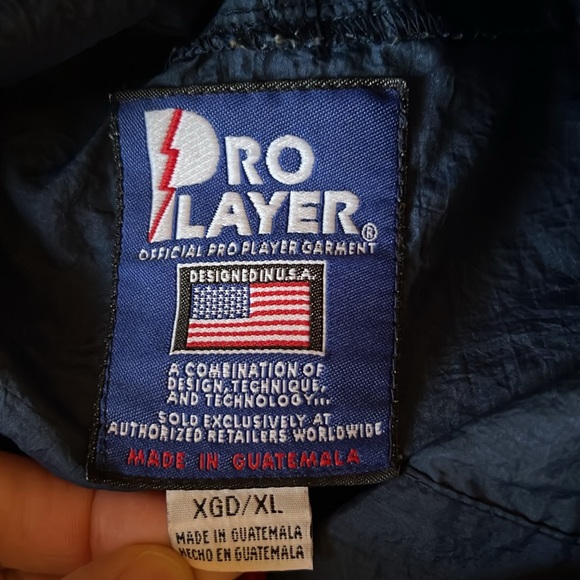 PRO
PLAYER®
OFFICIAL PRO PLAYER GARMENT
DESIGNED IN U.S.A.
A COMBINATION OF
DESIGN, TECHNIQUE,
AND TECHNOLOGY...
SOLD EXCLUSIVELY AT
AUTHORIZED RETAILERS WORLDWIDE
MADE IN GUATEMALA
XGD/XL
MADE IN GUATEMALA
HECHO EN GUATEMALA